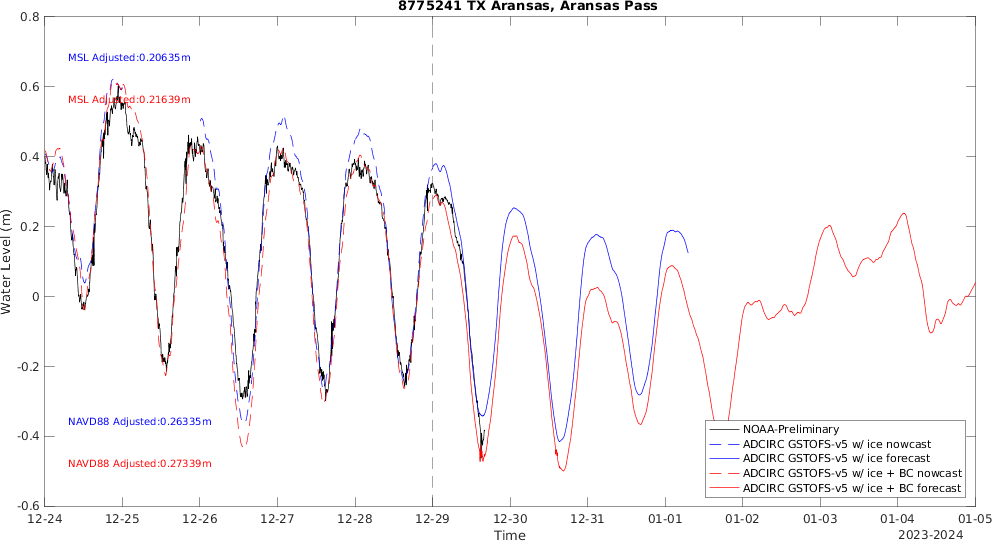 8775241 TX Aransas, Aransas Pass
0.8
0.6
0.4
0.2
0
-0.2
-0.4
-0.6
Water Level (m)
MSL Adjusted:0.20635m
MSL Adjusted:0.21639m
NAVD88 Adjusted:0.26335m
NAVD88 Adjusted:0.27339m
NOAA-Preliminary
ADCIRC GSTOFS-v5 w/ ice nowcast
ADCIRC GSTOFS-v5 w/ ice forecast
ADCIRC GSTOFS-v5 w/ ice + BC nowcast
ADCIRC GSTOFS-v5 w/ ice + BC forecast
12-24 12-25 12-26 12-27 12-28 12-29 12-30 12-31 01-01 01-02 01-03 01-04 01-05
Time
2023-2024